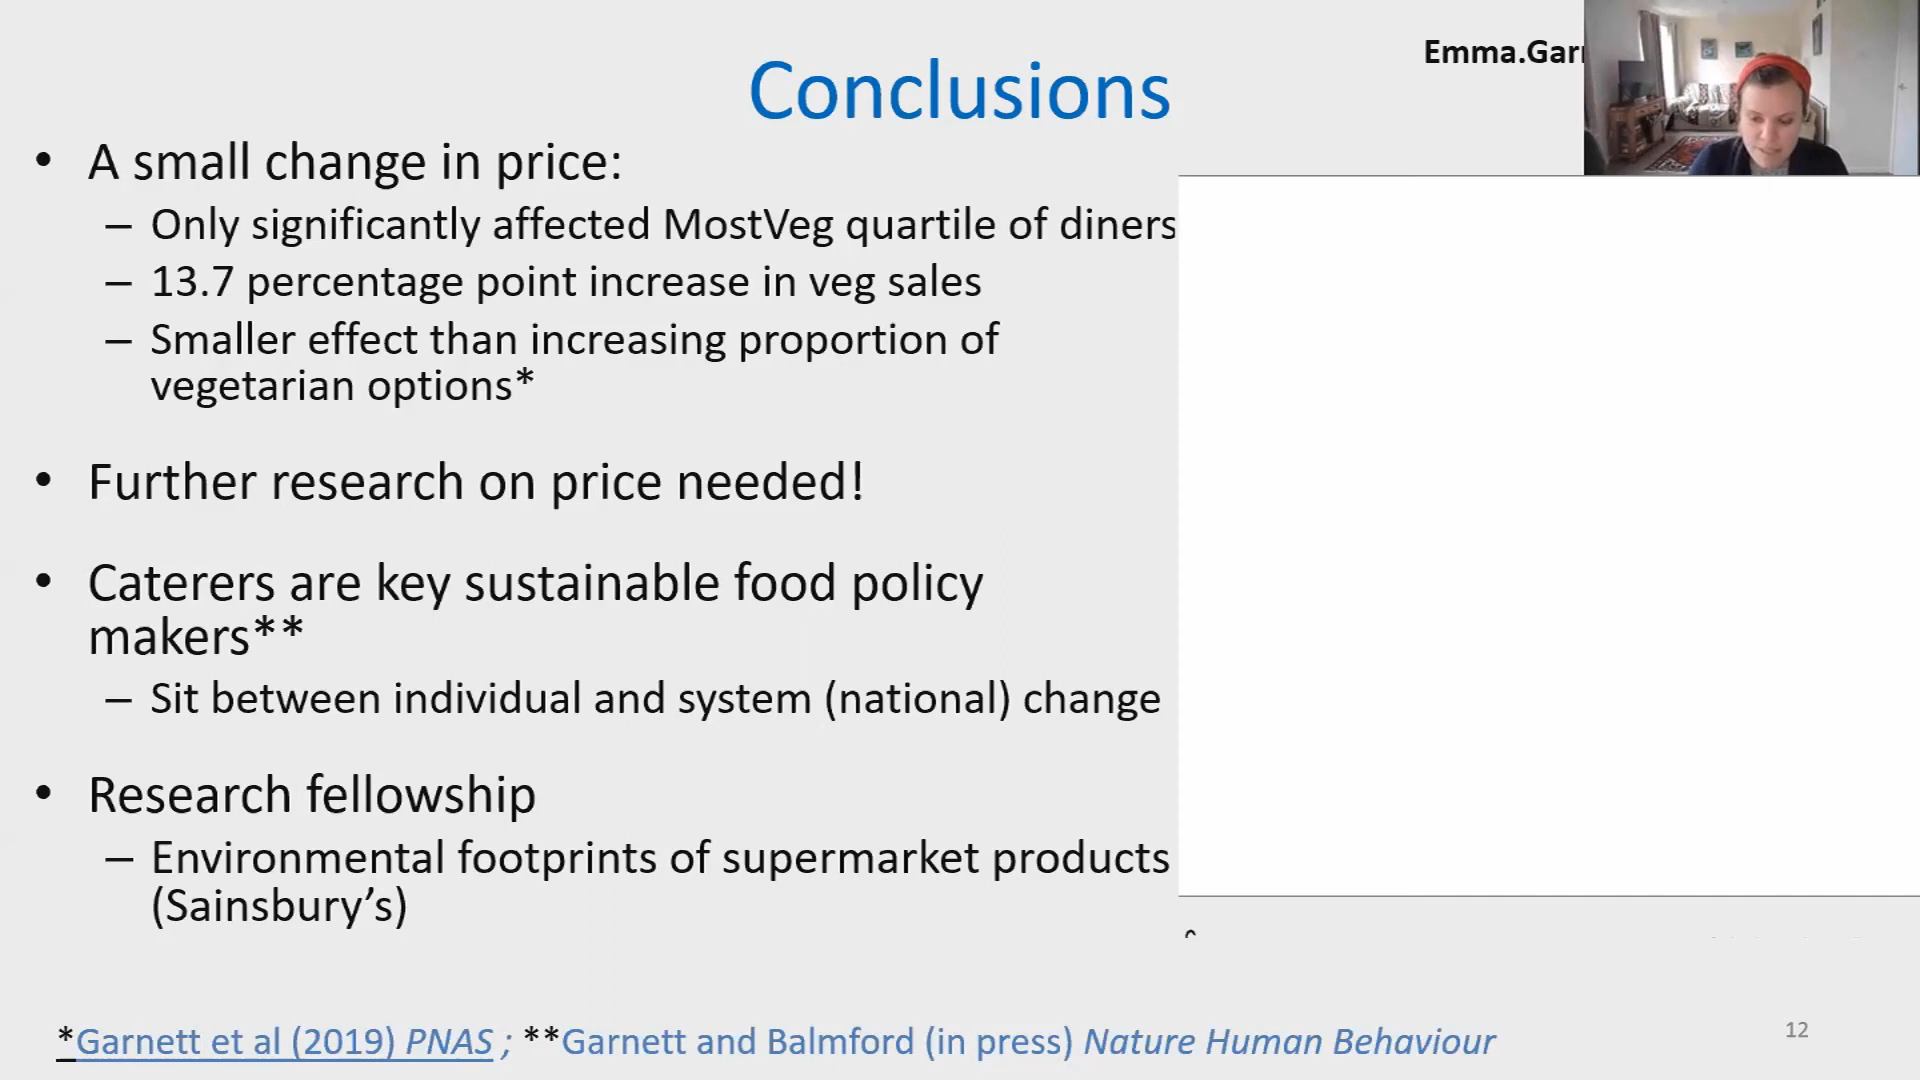 Emma.Gar
Conclusions
• A small change in price:
– Only significantly affected MostVeg quartile of diners
– 13.7 percentage point increase in veg sales
– Smaller effect than increasing proportion of
vegetarian options*
• Further research on price needed!
• Caterers are key sustainable food policy
makers**
– Sit between individual and system (national) change
• Research fellowship
– Environmental footprints of supermarket products
(Sainsbury’s)
*Garnett et al (2019) PNAS ; **Garnett and Balmford (in press) Nature Human Behaviour
12